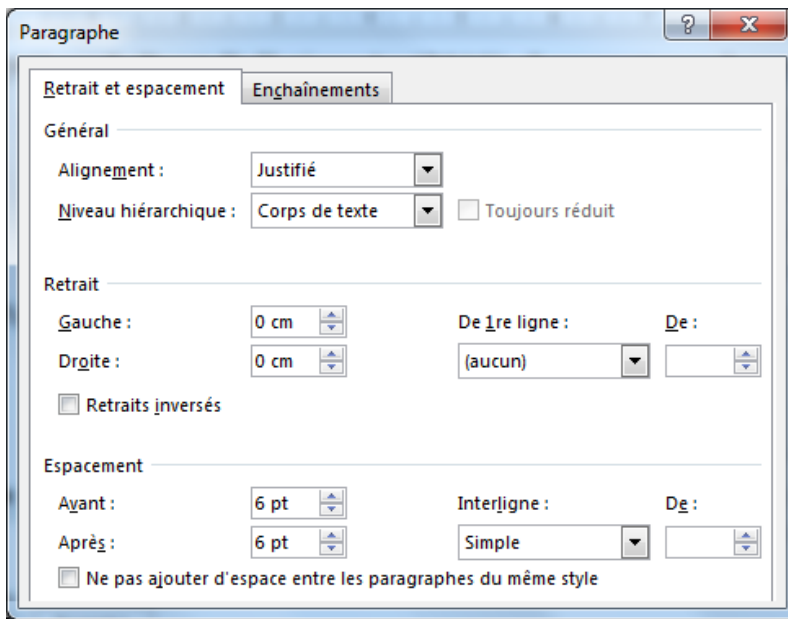 Paragraphe
Retrait et espacement Enchaînements
Général
Alignement : Justifié
Niveau hiérarchique : Corps de texte Toujours réduit
Retrait
Gauche : 0 cm De 1re ligne : De :
Droite : 0 cm (aucun)
Retraits inversés
Espacement
Avant : 6 pt Interligne : De :
Après : 6 pt Simple
Ne pas ajouter d'espace entre les paragraphes du même style